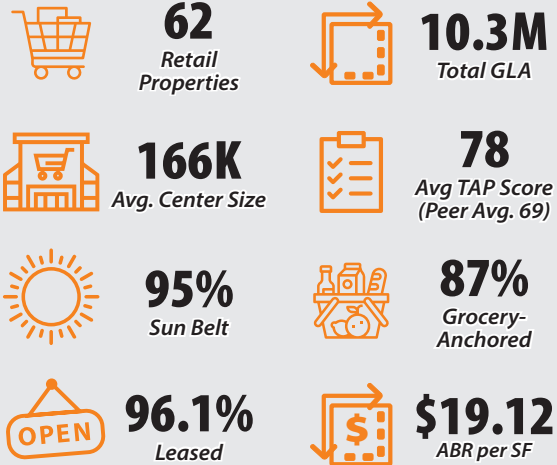 62
Retail
Properties
10.3M
Total GLA
166K
Avg. Center Size
78
Avg TAP Score
(Peer Avg. 69)
95%
Sun Belt
87%
Grocery-
Anchored
OPEN
96.1%
Leased
$
$19.12
ABR per SF